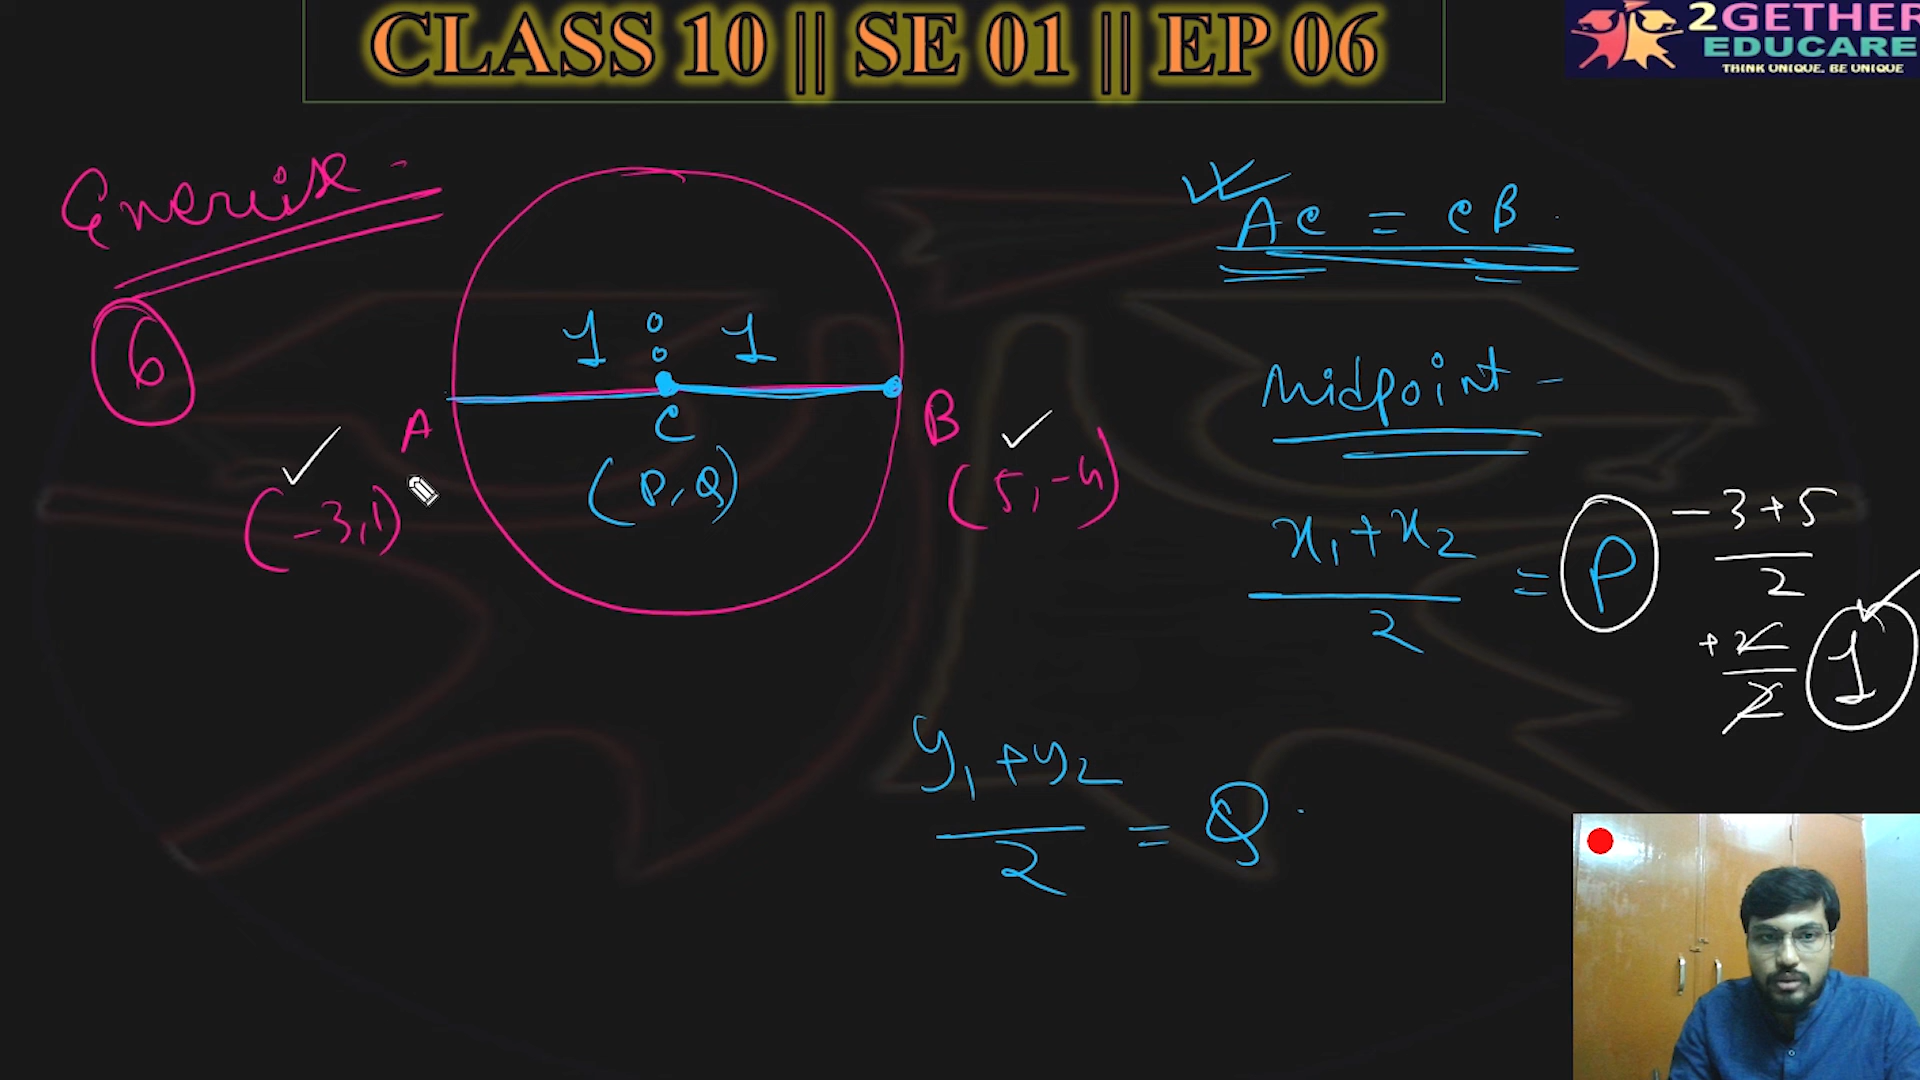 CLASS 10 || SE 01 || EP 06
2GETHER
EDUCARE
THINK UNIQUE. BE UNIQUE
Exercise -
6
1 : 1
A
B
C
(-3,1)
(P,Q)
(5,-4)
AC = CB
Midpoint -
x₁+x₂
2
= P
-3+5
2
+2
2
1
y₁+y₂
2
= Q